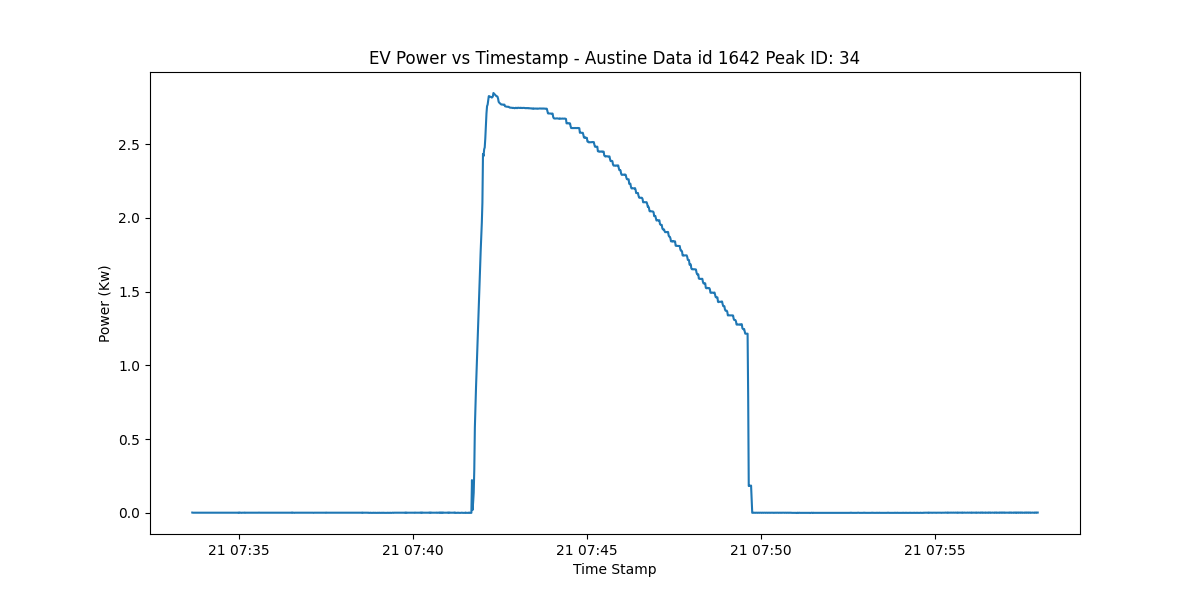 EV Power vs Timestamp - Austine Data id 1642 Peak ID: 34
2.5
2.0
1.5
1.0
0.5
0.0
Power (Kw)
21 07:35 21 07:40 21 07:45 21 07:50 21 07:55
Time Stamp